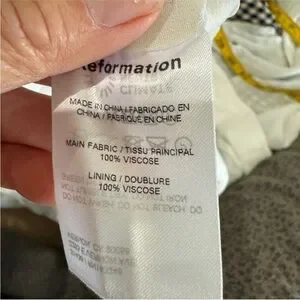 eformation
MADE IN CHINA / FABRICADO EN
CHINA / FABRIQUÉ EN CHINE
MAIN FABRIC / TISSU PRINCIPAL
100% VISCOSE
LINING / DOUBLURE
100% VISCOSE